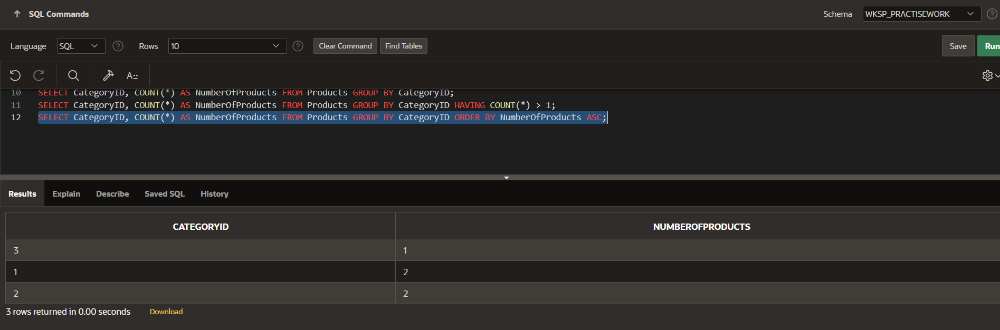 SQL Commands
Schema WKSP_PRACTISEWORK ?
Language SQL ? Rows 10 ? Clear Command Find Tables Save Run
A
10 SELECT CategoryID, COUNT(*) AS NumberOfProducts FROM Products GROUP BY CategoryID;
11 SELECT CategoryID, COUNT(*) AS NumberOfProducts FROM Products GROUP BY CategoryID HAVING COUNT(*) > 1;
12 SELECT CategoryID, COUNT(*) AS NumberOfProducts FROM Products GROUP BY CategoryID ORDER BY NumberOfProducts ASC;
Results Explain Describe Saved SQL History
CATEGORYID NUMBEROFPRODUCTS
3 1
1 2
2 2
3 rows returned in 0.00 seconds Download